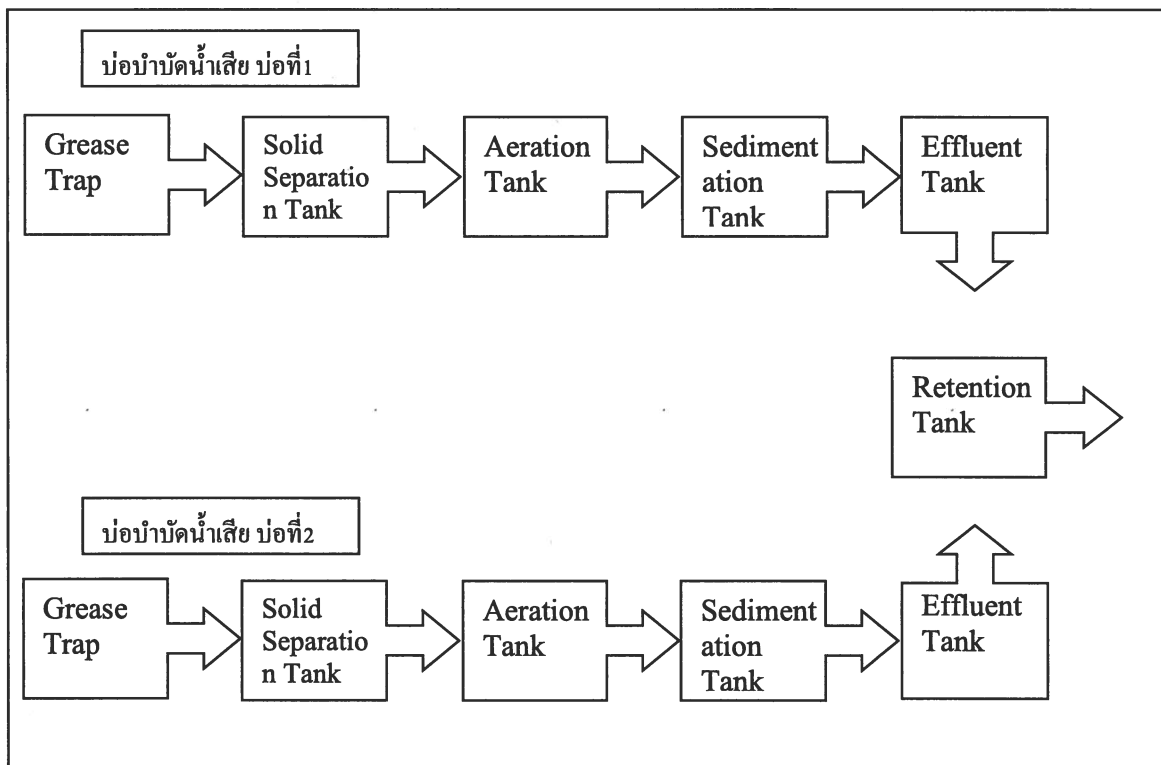 บ่อบำบัดน้ำเสีย บ่อที่1
Grease
Trap
Solid
Separatio
n Tank
Aeration
Tank
Sediment
ation
Tank
Effluent
Tank
Retention
Tank
บ่อบำบัดน้ำเสีย บ่อที่2
Grease
Trap
Solid
Separatio
n Tank
Aeration
Tank
Sediment
ation
Tank
Effluent
Tank